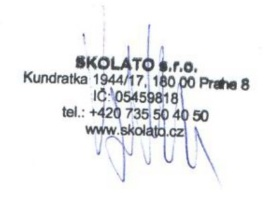 SKOLATO s.r.o.
Kundratka 1944/17, 180 00 Praha 8
IČ: 05459818
tel.: +420 735 50 40 50
www.skolato.cz